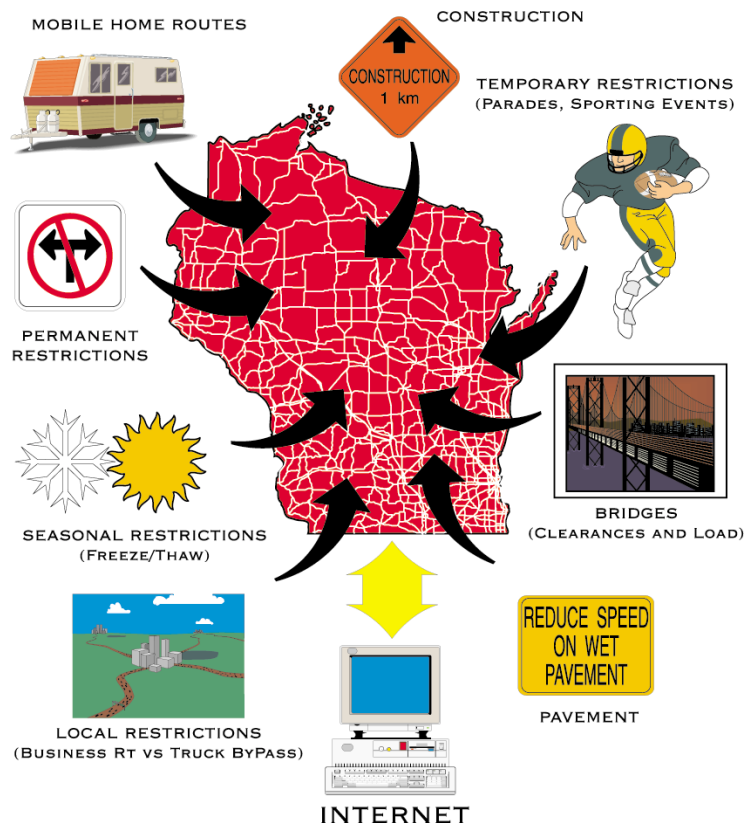 MOBILE HOME ROUTES
CONSTRUCTION
CONSTRUCTION
1 km
TEMPORARY RESTRICTIONS
(PARADES, SPORTING EVENTS)
PERMANENT
RESTRICTIONS
SEASONAL RESTRICTIONS
(FREEZE/THAW)
BRIDGES
(CLEARANCES AND LOAD)
REDUCE SPEED
ON WET
PAVEMENT
PAVEMENT
LOCAL RESTRICTIONS
(BUSINESS RT VS TRUCK BYPASS)
INTERNET